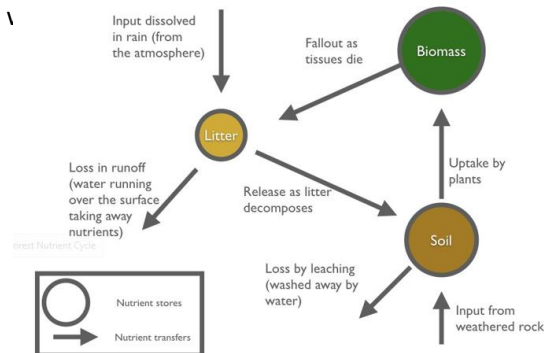 Input dissolved
in rain (from
the atmosphere)
Fallout as
tissues die
Biomass
Litter
Loss in runoff
(water running
over the surface
taking away
nutrients)
Release as litter
decomposes
Uptake by
plants
Soil
Nutrient Cycle
Loss by leaching
(washed away by
water)
Input from
weathered rock
Nutrient stores
Nutrient transfers